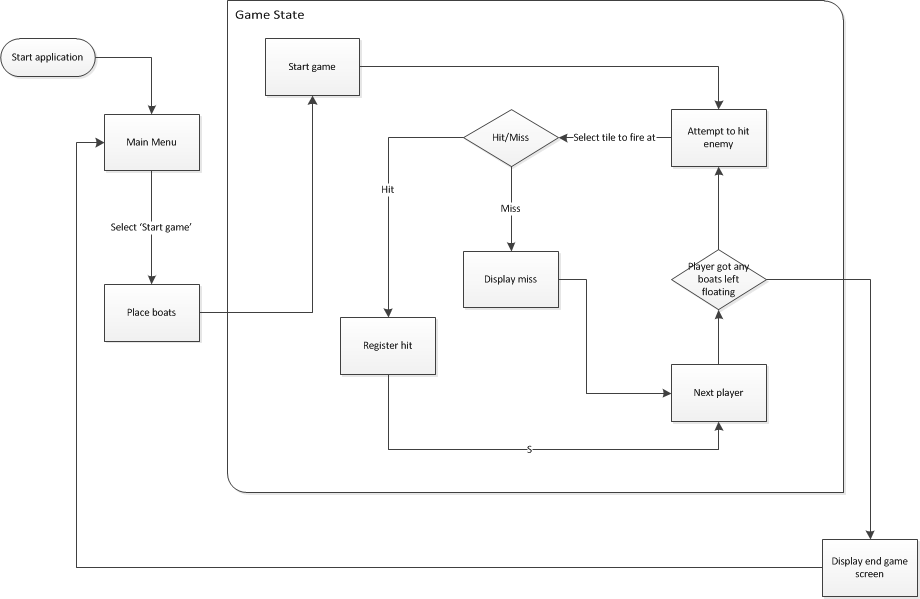 Game State
Start application
Start game
Main Menu
Hit/Miss
Select tile to fire at
Attempt to hit
enemy
Hit
Miss
Select 'Start game'
Display miss
Player got any
boats left
floating
Place boats
Register hit
Next player
S
Display end game
screen